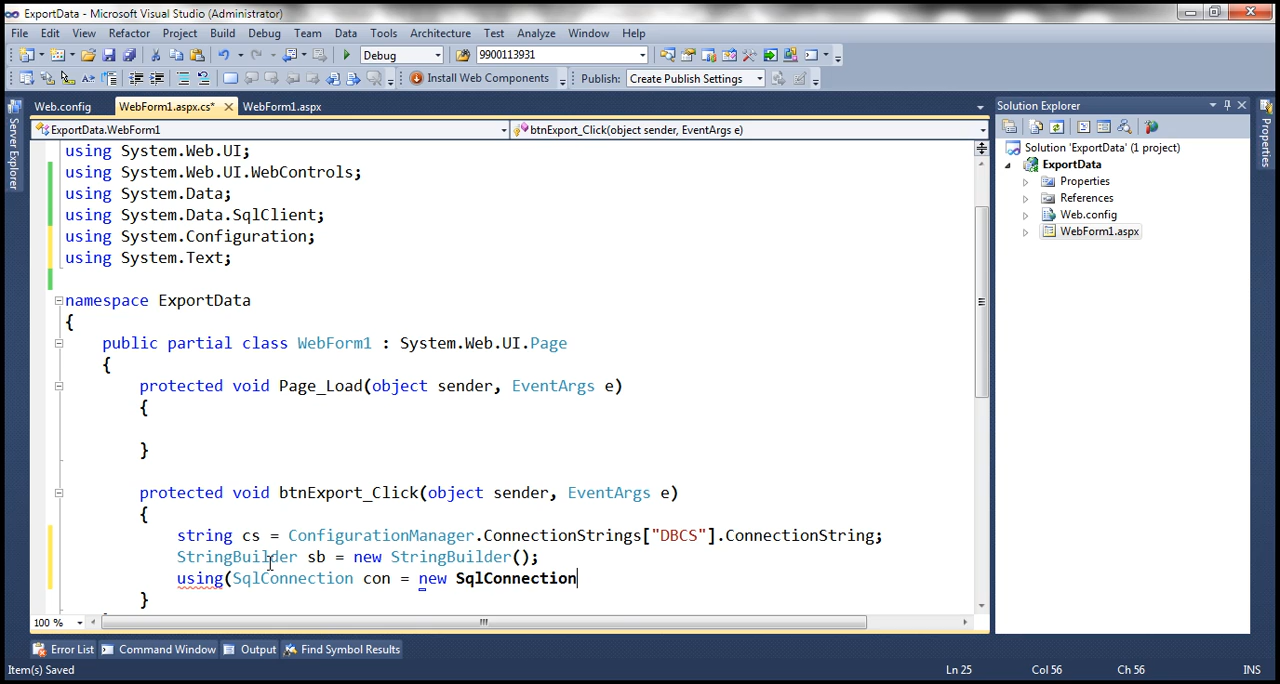 ExportData - Microsoft Visual Studio (Administrator)
File Edit View Refactor Project Build Debug Team Data Tools Architecture Test Analyze Window Help
Debug 9900113931
Install Web Components Publish: Create Publish Settings
Web.config WebForm1.aspx.cs* WebForm1.aspx
ExportData.WebForm1 btnExport_Click(object sender, EventArgs e)
Server Explorer
using System.Web.UI;
using System.Web.UI.WebControls;
using System.Data;
using System.Data.SqlClient;
using System.Configuration;
using System.Text;
namespace ExportData
{
public partial class WebForm1 : System.Web.UI.Page
{
protected void Page_Load(object sender, EventArgs e)
{
}
protected void btnExport_Click(object sender, EventArgs e)
{
string cs = ConfigurationManager.ConnectionStrings["DBCS"].ConnectionString;
StringBuilder sb = new StringBuilder();
using(SqlConnection con = new SqlConnection
}
100 %
Solution Explorer
Solution 'ExportData' (1 project)
ExportData
Properties
References
Web.config
WebForm1.aspx
Properties
Error List Command Window Output Find Symbol Results
Item(s) Saved Ln 25 Col 56 Ch 56 INS